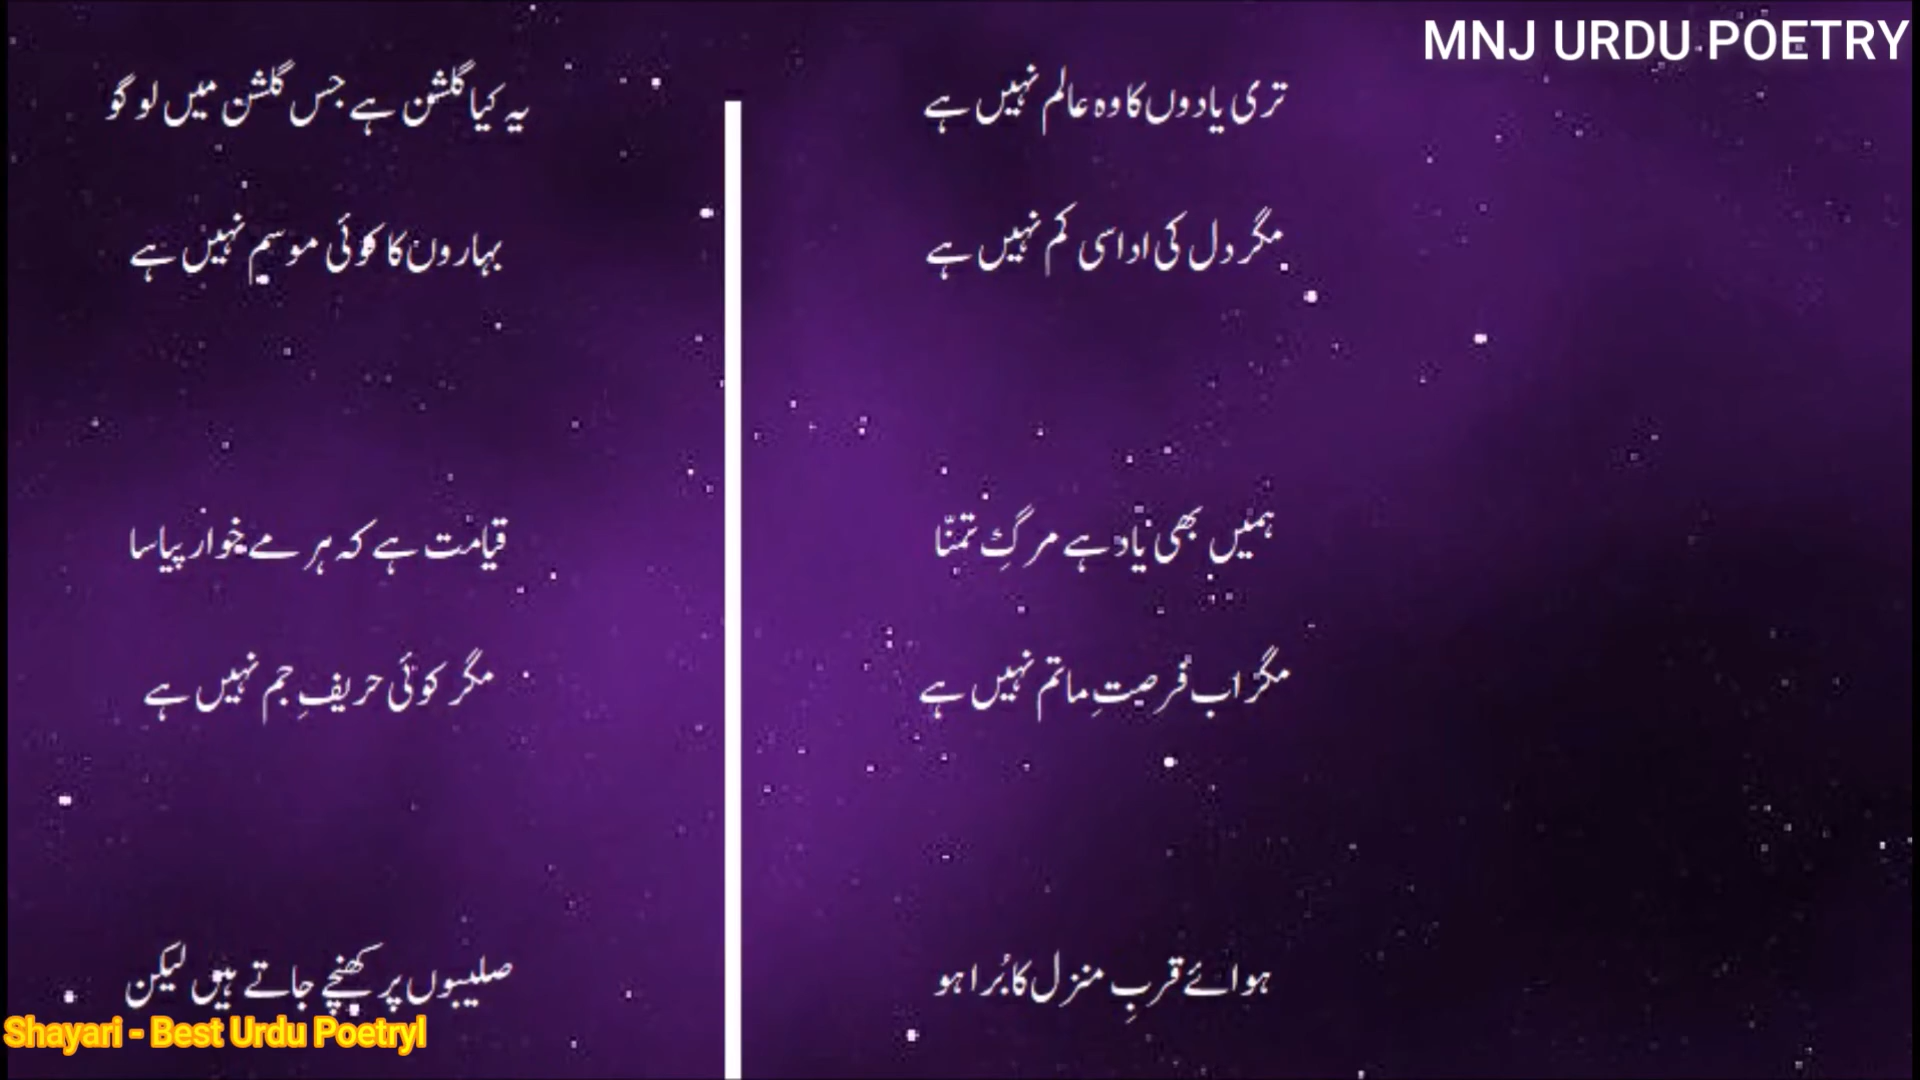 MNJ URDU POETRY
تری یادوں کا وہ عالم نہیں ہے
مگر دل کی اداسی کم نہیں ہے
ہمیں بھی یاد ہے مرگِ تمنّا
مگر اب فرصتِ ماتم نہیں ہے
ہوائے قربِ منزل کا بُرا ہو
یہ کیا گلشن ہے جس گلشن میں لوگو
بہاروں کا کوئی موسم نہیں ہے
قیامت ہے کہ ہر مے خوار پیاسا
مگر کوئی حریفِ جم نہیں ہے
صلیبوں پر کھنچے جاتے ہیں لیکن
Shayari - Best Urdu Poetryl